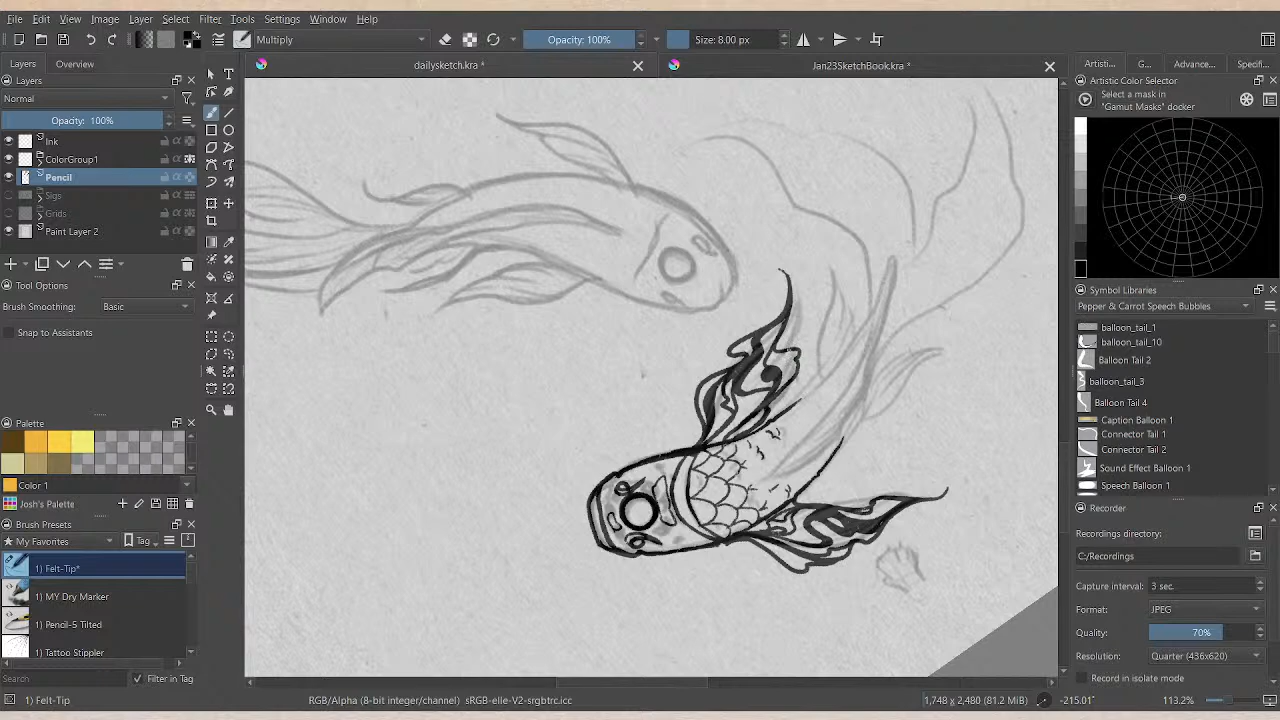 File Edit View Image Layer Select Filter Tools Settings Window Help
Multiply Opacity: 100% Size: 8.00 px
Layers Overview dailysketch.kra * Jan23SketchBook.kra * Artisti... G... Advance... Specifi...
Layers
Artistic Color Selector
Normal
Select a mask in
"Gamut Masks" docker
Opacity: 100%
Ink
ColorGroup1
Pencil
Sigs
Grids
Paint Layer 2
Tool Options
Brush Smoothing: Basic
Snap to Assistants
Symbol Libraries
Pepper & Carrot Speech Bubbles
balloon_tail_1
balloon_tail_10
Balloon Tail 2
balloon_tail_3
Balloon Tail 4
Caption Balloon 1
Connector Tail 1
Connector Tail 2
Sound Effect Balloon 1
Speech Balloon 1
Palette
Color 1
Josh's Palette
Brush Presets
My Favorites Tag
1) Felt-Tip*
1) MY Dry Marker
1) Pencil-5 Tilted
1) Tattoo Stippler
Search Filter in Tag
Recorder
Recordings directory:
C:/Recordings
Capture interval: 3 sec.
Format: JPEG
Quality: 70%
Resolution: Quarter (436x620)
Record in isolate mode
1) Felt-Tip RGB/Alpha (8-bit integer/channel) sRGB-elle-V2-srgbtrc.icc 1,748 x 2,480 (81.2 MiB) -215.01° 113.2%